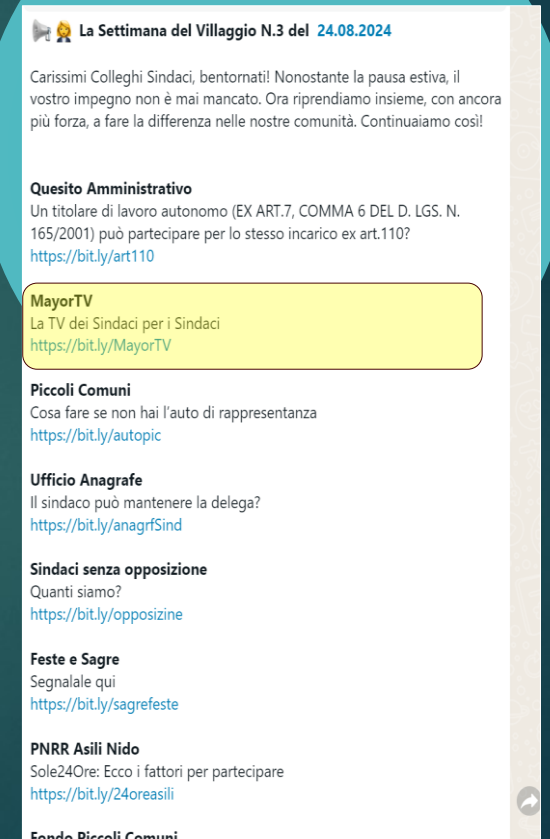 La Settimana del Villaggio N.3 del 24.08.2024
Carissimi Colleghi Sindaci, bentornati! Nonostante la pausa estiva, il
vostro impegno non è mai mancato. Ora riprendiamo insieme, con ancora
più forza, a fare la differenza nelle nostre comunità. Continuaiamo così!
Quesito Amministrativo
Un titolare di lavoro autonomo (EX ART.7, COMMA 6 DEL D. LGS. N.
165/2001) può partecipare per lo stesso incarico ex art.110?
https://bit.ly/art110
MayorTV
La TV dei Sindaci per i Sindaci
https://bit.ly/MayorTV
Piccoli Comuni
Cosa fare se non hai l'auto di rappresentanza
https://bit.ly/autopic
Ufficio Anagrafe
Il sindaco può mantenere la delega?
https://bit.ly/anagrfSind
Sindaci senza opposizione
Quanti siamo?
https://bit.ly/opposizine
Feste e Sagre
Segnalale qui
https://bit.ly/sagrefeste
PNRR Asili Nido
Sole24Ore: Ecco i fattori per partecipare
https://bit.ly/24oreasili
Fondo Piccoli Comuni